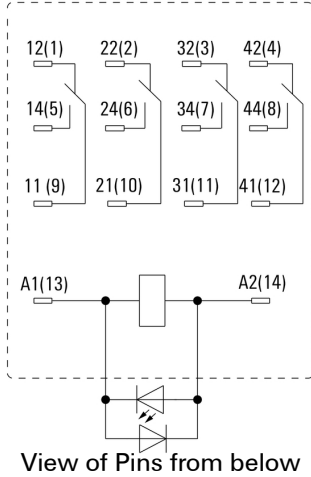 12(1) 22(2) 32(3) 42(4)
14(5) 24(6) 34(7) 44(8)
11 (9) 21(10) 31(11) 41(12)
A1(13) A2(14)
View of Pins from below